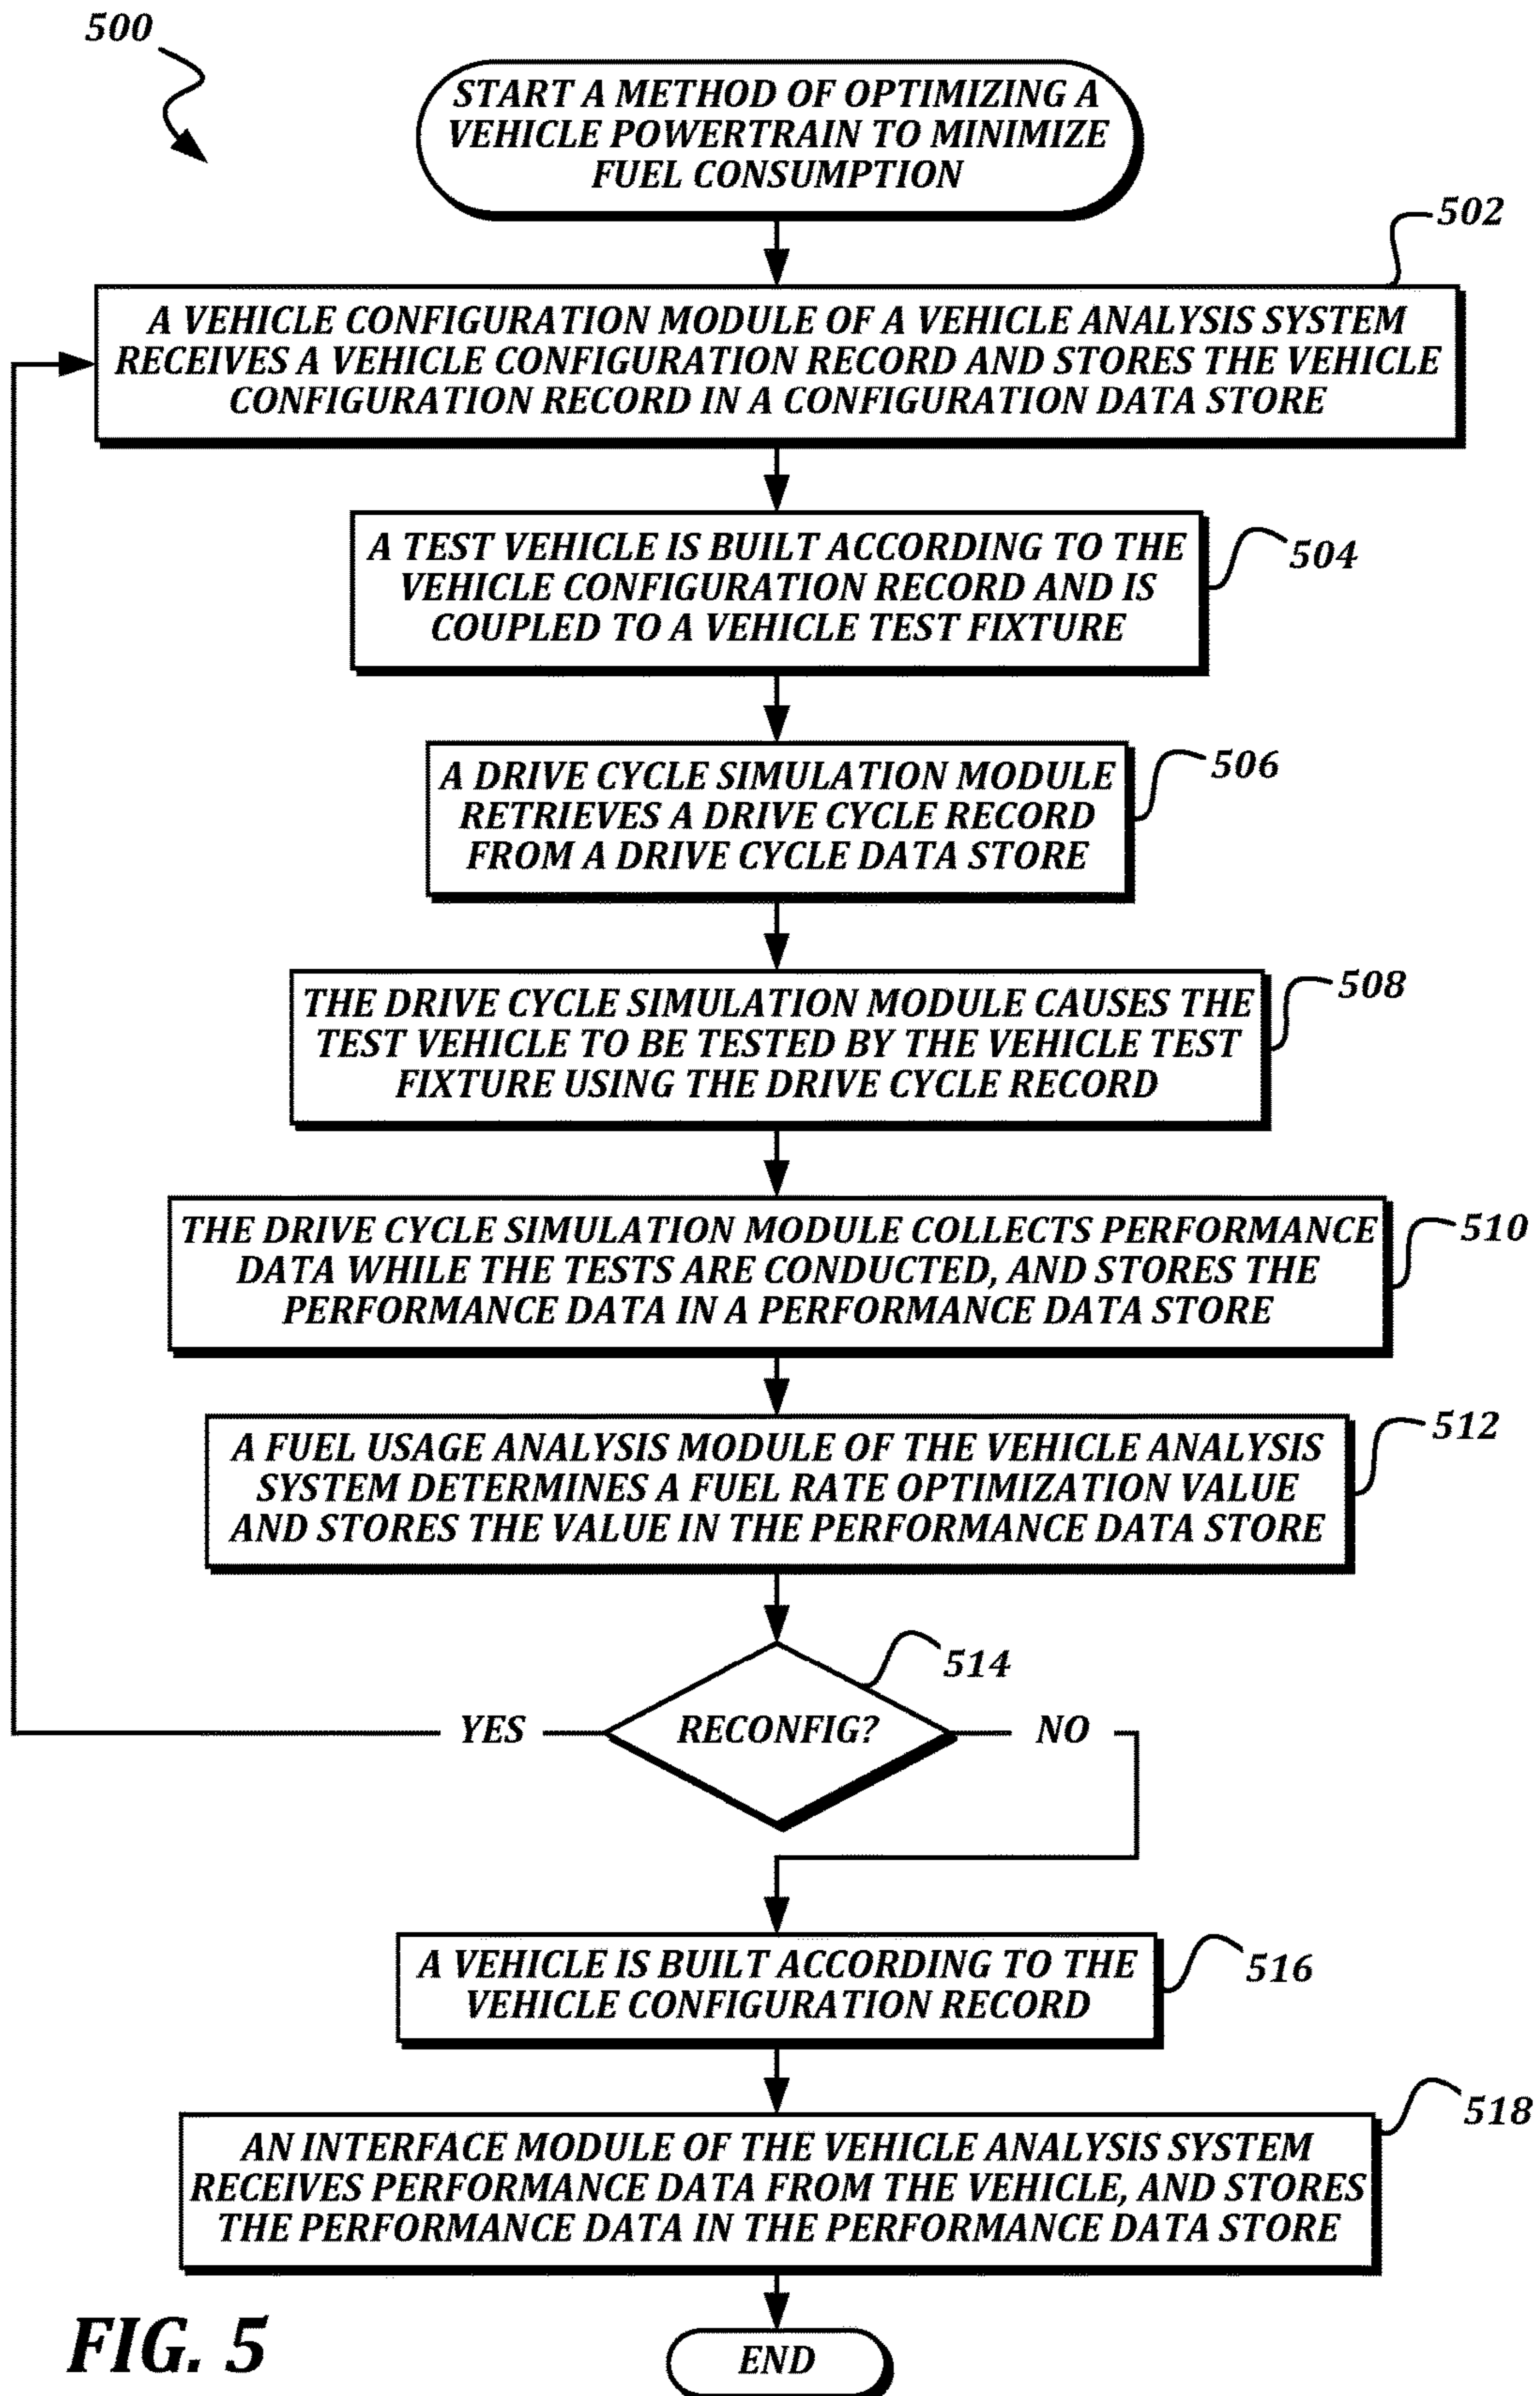 500
START A METHOD OF OPTIMIZING A
VEHICLE POWERTRAIN TO MINIMIZE
FUEL CONSUMPTION
502
A VEHICLE CONFIGURATION MODULE OF A VEHICLE ANALYSIS SYSTEM
RECEIVES A VEHICLE CONFIGURATION RECORD AND STORES THE VEHICLE
CONFIGURATION RECORD IN A CONFIGURATION DATA STORE
504
A TEST VEHICLE IS BUILT ACCORDING TO THE
VEHICLE CONFIGURATION RECORD AND IS
COUPLED TO A VEHICLE TEST FIXTURE
506
A DRIVE CYCLE SIMULATION MODULE
RETRIEVES A DRIVE CYCLE RECORD
FROM A DRIVE CYCLE DATA STORE
508
THE DRIVE CYCLE SIMULATION MODULE CAUSES THE
TEST VEHICLE TO BE TESTED BY THE VEHICLE TEST
FIXTURE USING THE DRIVE CYCLE RECORD
510
THE DRIVE CYCLE SIMULATION MODULE COLLECTS PERFORMANCE
DATA WHILE THE TESTS ARE CONDUCTED, AND STORES THE
PERFORMANCE DATA IN A PERFORMANCE DATA STORE
512
A FUEL USAGE ANALYSIS MODULE OF THE VEHICLE ANALYSIS
SYSTEM DETERMINES A FUEL RATE OPTIMIZATION VALUE
AND STORES THE VALUE IN THE PERFORMANCE DATA STORE
514
YES
RECONFIG?
NO
516
A VEHICLE IS BUILT ACCORDING TO THE
VEHICLE CONFIGURATION RECORD
518
AN INTERFACE MODULE OF THE VEHICLE ANALYSIS SYSTEM
RECEIVES PERFORMANCE DATA FROM THE VEHICLE, AND STORES
THE PERFORMANCE DATA IN THE PERFORMANCE DATA STORE
END
FIG. 5